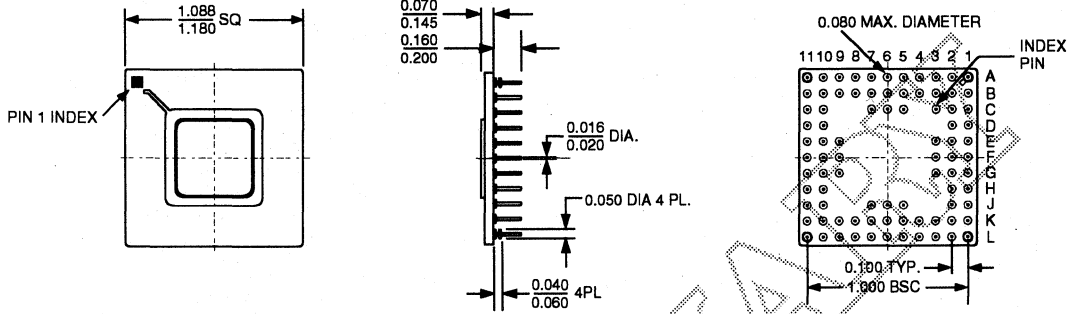 1.088
1.180 SQ
PIN 1 INDEX
0.070
0.145
0.160
0.200
0.016
0.020 DIA.
0.050 DIA 4 PL.
0.040
0.060 4PL
0.080 MAX. DIAMETER
INDEX
PIN
11 10 9 8 7 6 5 4 3 2 1
A
B
C
D
E
F
G
H
J
K
L
0.100 TYP.
1.000 BSC